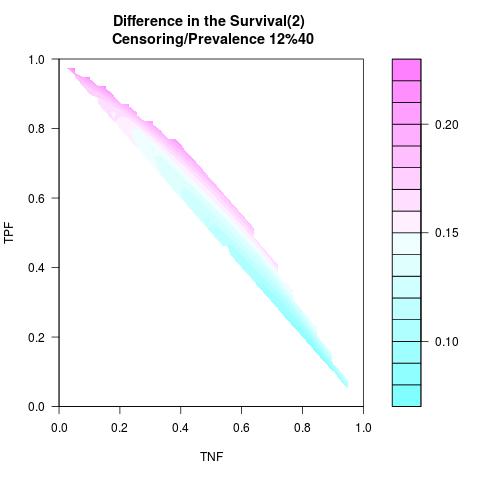 Difference in the Survival(2)
Censoring/Prevalence 12%40
1.0
0.8
0.6
0.4
0.2
0.0
TPF
0.0 0.2 0.4 0.6 0.8 1.0
TNF
0.20
0.15
0.10